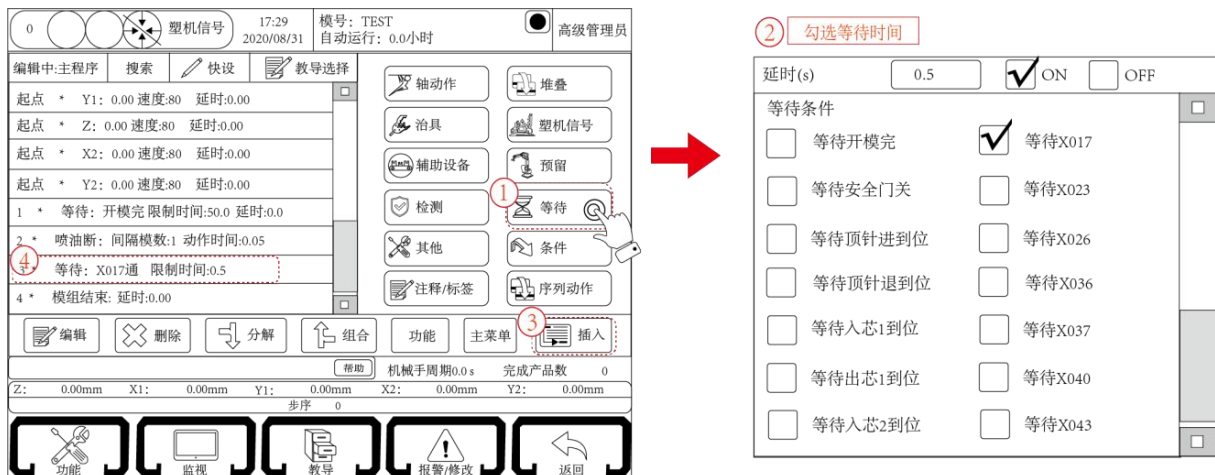 0 塑机信号 17:29 2020/08/31 模号：TEST 自动运行：0.0小时 高级管理员
编辑中:主程序 搜索 快设 教导选择
起点 * Y1： 0.00 速度:80 延时:0.00
起点 * Z： 0.00 速度:80 延时:0.00
起点 * X2： 0.00 速度:80 延时:0.00
起点 * Y2： 0.00 速度:80 延时:0.00
1 * 等待：开模完 限制时间:50.0 延时:0.0
2 * 喷油断：间隔模数:1 动作时间:0.05
④
3 * 等待：X017通 限制时间:0.5
4 * 模组结束: 延时:0.00
轴动作 堆叠
治具 塑机信号
辅助设备 预留
①
检测 等待
其他 条件
注释/标签 序列动作
③
编辑 删除 分解 组合 功能 主菜单 插入
帮助 机械手周期0.0 s 完成产品数 0
Z： 0.00mm X1： 0.00mm Y1： 0.00mm X2： 0.00mm Y2： 0.00mm
步序 0
功能 监视 教导 报警/修改 返回
② 勾选等待时间
延时(s) 0.5 ON OFF
等待条件
等待开模完 等待X017
等待安全门关 等待X023
等待顶针进到位 等待X026
等待顶针退到位 等待X036
等待入芯1到位 等待X037
等待出芯1到位 等待X040
等待入芯2到位 等待X043